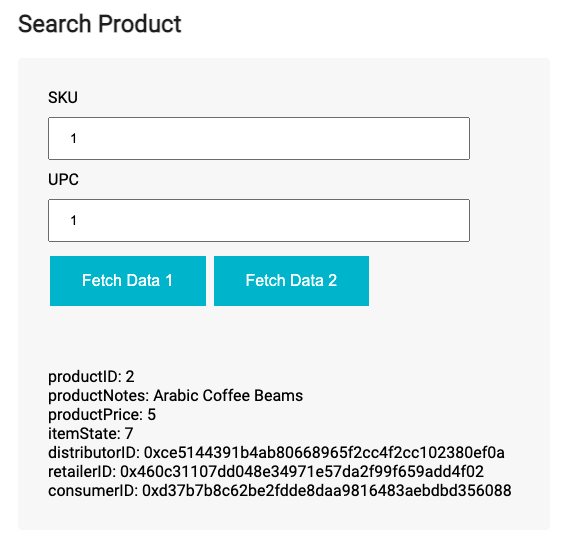 Search Product
SKU
1
UPC
1
Fetch Data 1
Fetch Data 2
productID: 2
productNotes: Arabic Coffee Beams
productPrice: 5
itemState: 7
distributorID: 0xce5144391b4ab80668965f2cc4f2cc102380ef0a
retailerID: 0x460c31107dd048e34971e57da2f99f659add4f02
consumerID: 0xd37b7b8c62be2fdde8daa9816483aebdbd356088